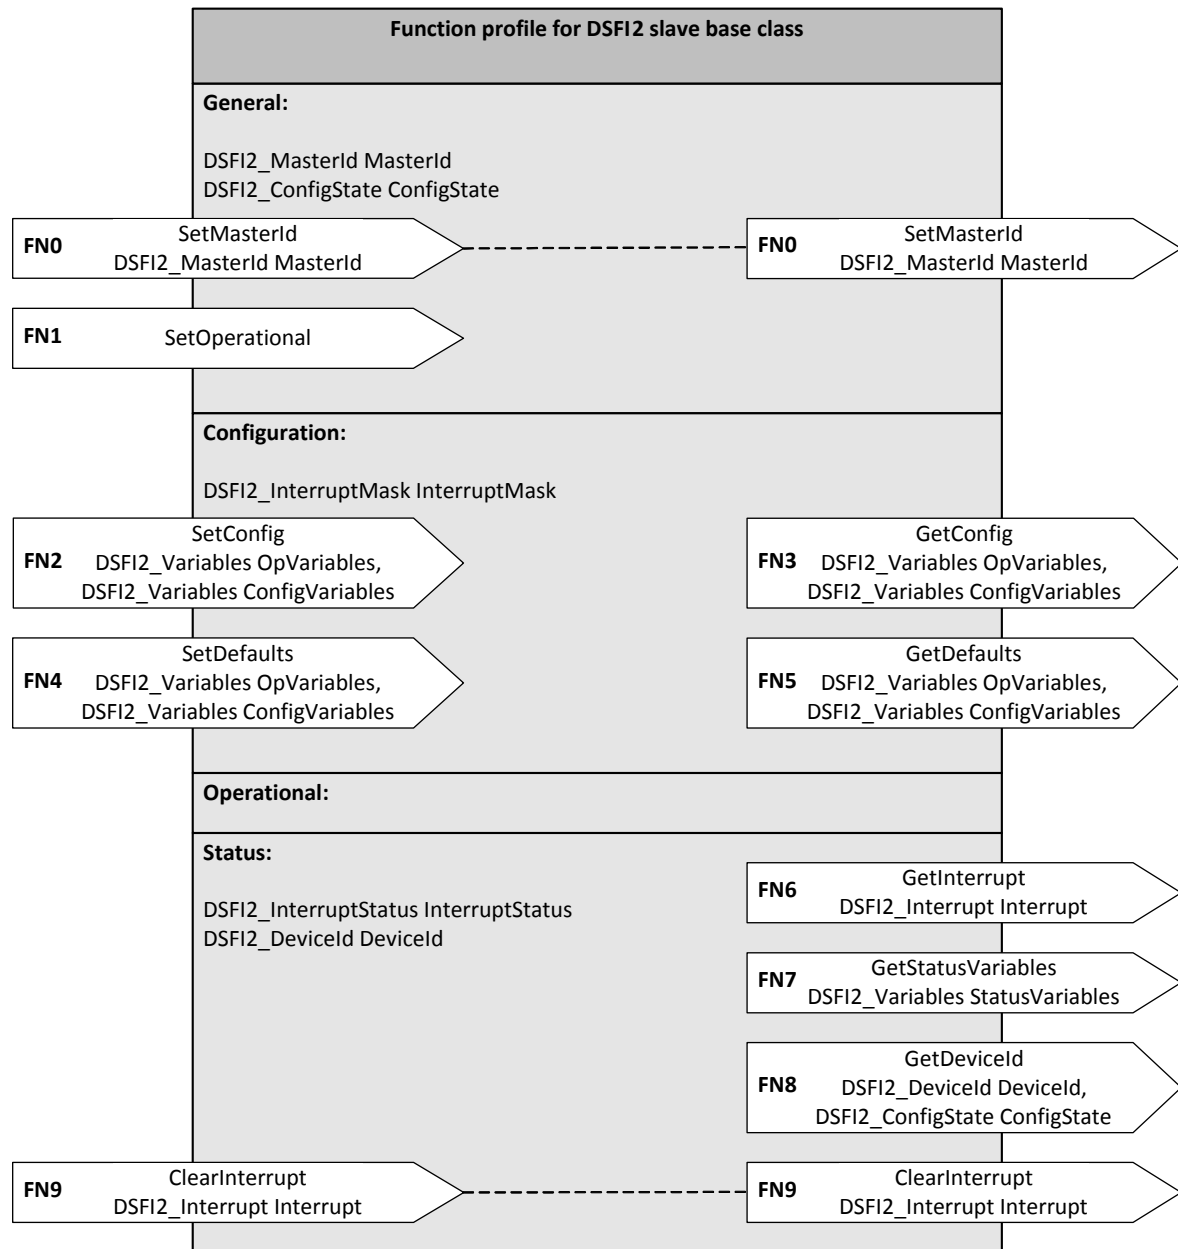 Function profile for DSFI2 slave base class
General:
DSFI2_MasterId MasterId
DSFI2_ConfigState ConfigState
FN0
SetMasterId
DSFI2_MasterId MasterId
FN0
SetMasterId
DSFI2_MasterId MasterId
FN1
SetOperational
Configuration:
DSFI2_InterruptMask InterruptMask
FN2
SetConfig
DSFI2_Variables OpVariables,
DSFI2_Variables ConfigVariables
FN3
GetConfig
DSFI2_Variables OpVariables,
DSFI2_Variables ConfigVariables
FN4
SetDefaults
DSFI2_Variables OpVariables,
DSFI2_Variables ConfigVariables
FN5
GetDefaults
DSFI2_Variables OpVariables,
DSFI2_Variables ConfigVariables
Operational:
Status:
DSFI2_InterruptStatus InterruptStatus
DSFI2_DeviceId DeviceId
FN6
GetInterrupt
DSFI2_Interrupt Interrupt
FN7
GetStatusVariables
DSFI2_Variables StatusVariables
FN8
GetDeviceId
DSFI2_DeviceId DeviceId,
DSFI2_ConfigState ConfigState
FN9
ClearInterrupt
DSFI2_Interrupt Interrupt
FN9
ClearInterrupt
DSFI2_Interrupt Interrupt